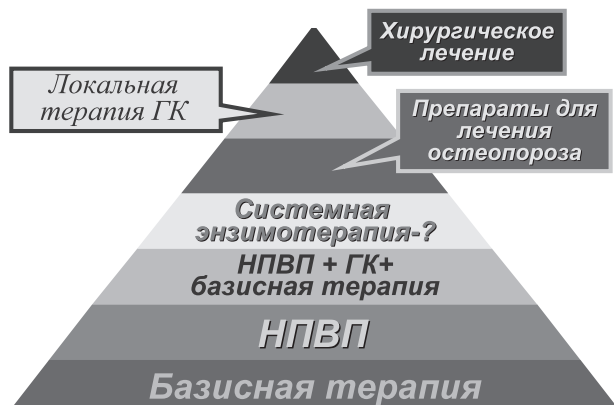 Хирургическое
лечение
Локальная
терапия ГК
Препараты для
лечения
остеопороза
Системная
энзимотерапия-?
НПВП + ГК+
базисная терапия
НПВП
Базисная терапия